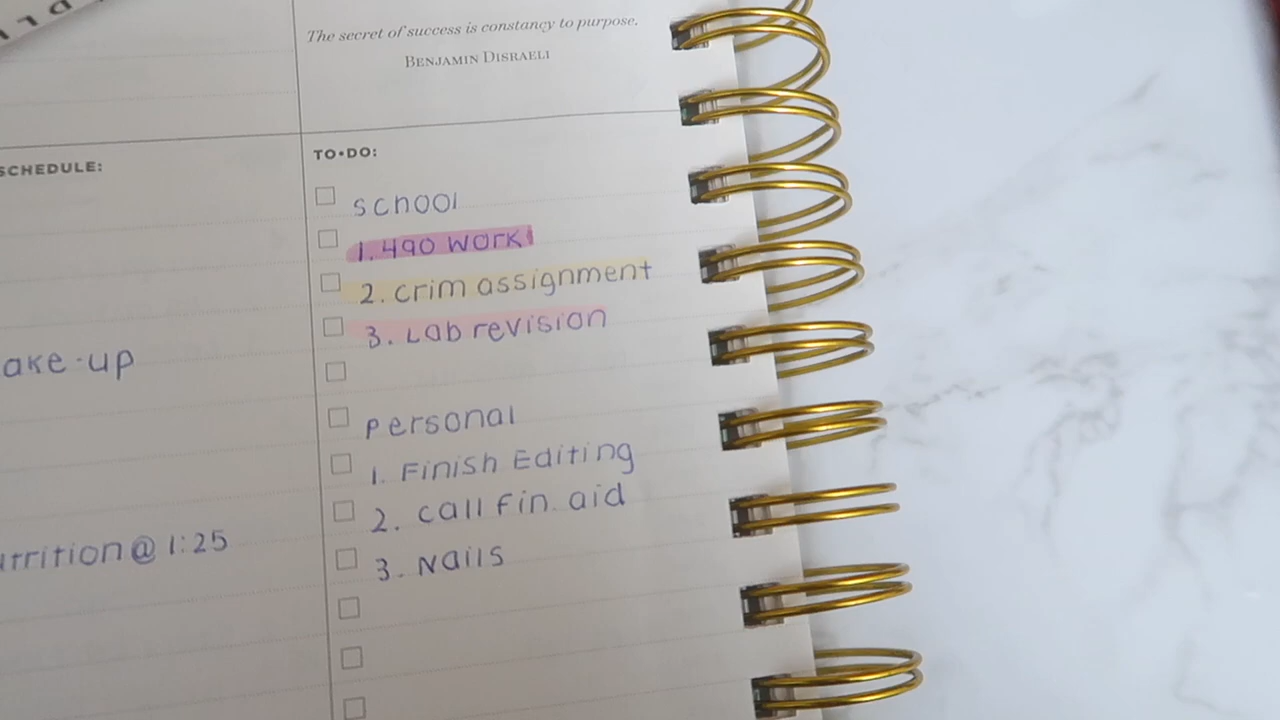 The secret of success is constancy to purpose.
BENJAMIN DISRAELI
SCHEDULE:
TO•DO:
school
1. 490 work
2. crim assignment
3. Lab revision
ake-up
personal
1. Finish Editing
2. call fin. aid
utrition @ 1:25
3. Nails